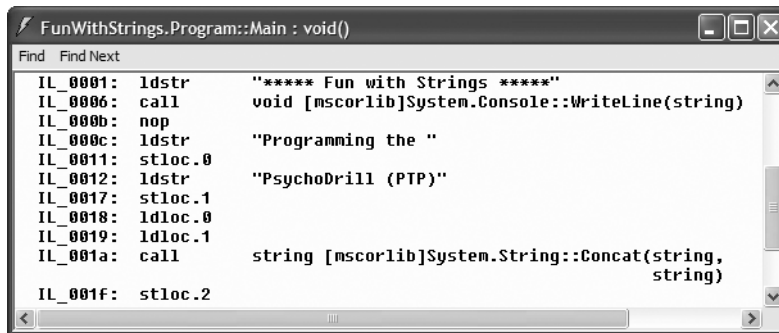 FunWithStrings.Program::Main : void()
Find Find Next
IL_0001: ldstr "***** Fun with Strings *****"
IL_0006: call void [mscorlib]System.Console::WriteLine(string)
IL_000b: nop
IL_000c: ldstr "Programming the "
IL_0011: stloc.0
IL_0012: ldstr "PsychoDrill (PTP)"
IL_0017: stloc.1
IL_0018: ldloc.0
IL_0019: ldloc.1
IL_001a: call string [mscorlib]System.String::Concat(string,
string)
IL_001f: stloc.2